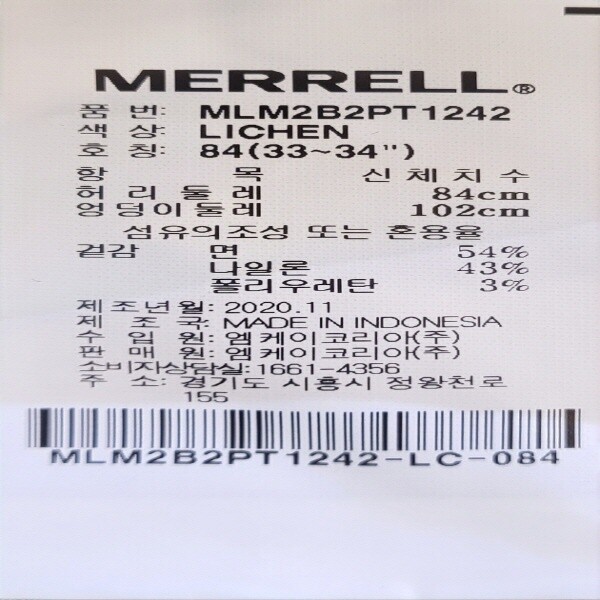 MERRELL®
품 번: MLM2B2PT1242
색 상: LICHEN
호 칭: 84(33~34")
항 목 신체치수
허리둘레 84cm
엉덩이둘레 102cm
섬유의조성 또는 혼용율
겉감 면 54%
나일론 43%
폴리우레탄 3%
제조년월: 2020.11
제 조 국: MADE IN INDONESIA
수 입 원: 엠케이코리아(주)
판 매 원: 엠케이코리아(주)
소비자상담실: 1661-4356
주 소: 경기도 시흥시 정왕천로
155
MLM2B2PT1242-LC-084